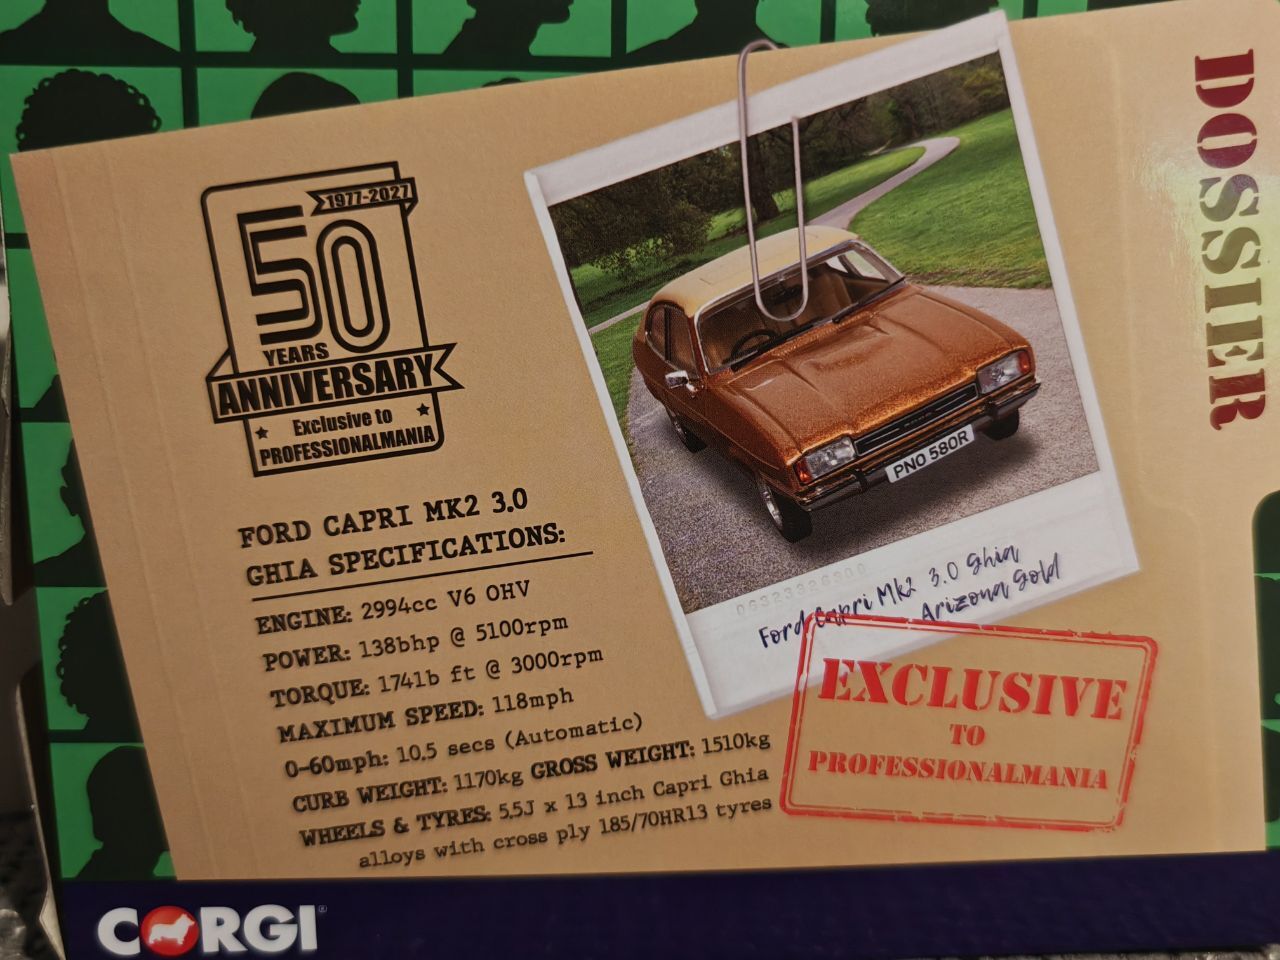 DOSSIER
1977-2027
50
YEARS
ANNIVERSARY
Exclusive to
PROFESSIONALMANIA
PNO 580R
Ford Capri Mk2 3.0 Ghia
Arizona Gold
FORD CAPRI MK2 3.0
GHIA SPECIFICATIONS:
ENGINE: 2994cc V6 OHV
POWER: 138bhp @ 5100rpm
TORQUE: 174lb ft @ 3000rpm
MAXIMUM SPEED: 118mph
0-60mph: 10.5 secs (Automatic)
CURB WEIGHT: 1170kg GROSS WEIGHT: 1510kg
WHEELS & TYRES: 5.5J x 13 inch Capri Ghia
alloys with cross ply 185/70HR13 tyres
EXCLUSIVE
TO
PROFESSIONALMANIA
CORGI®